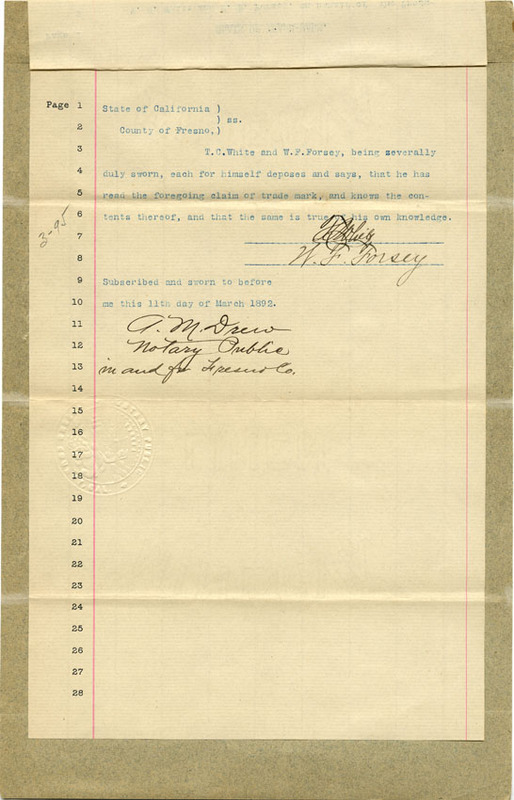 Page 1 State of California )
) ss.
2 County of Fresno,)
3 T.C.White and W.F.Forsey, being severally
4 duly sworn, each for himself deposes and says, that he has
5 read the foregoing claim of trade mark, and knows the con-
6 tents thereof, and that the same is true his own knowledge.
3-95
7 T.C.White
8 W. F. Forsey
9 Subscribed and sworn to before
10 me this 11th day of March 1892.
11 A. M. Drew
12 Notary Public
13 in and for Fresno Co.
14
15
16
17
18
19
20
21
22
23
24
25
26
27
28